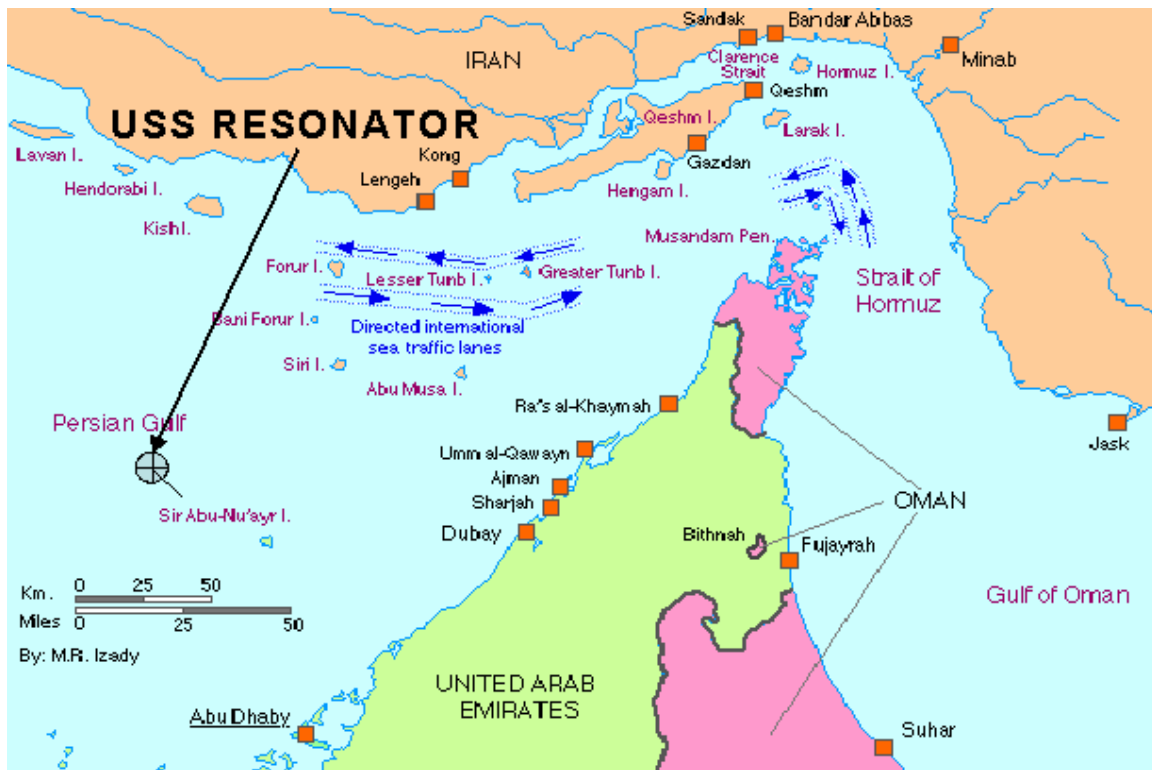 Sandlak
Bandar Abbas
IRAN
Clarence
Strait
Hormuz I.
Minab
Qeshm
USS RESONATOR
Qeshm I.
Larak I.
Lavan I.
Kong
Gazdan
Hendorabi I.
Lengeh
Hengam I.
Kish I.
Musandam Pen.
Forur I.
Lesser Tunb I.
Greater Tunb I.
Strait of
Hormuz
Bani Forur I.
Directed international
sea traffic lanes
Siri I.
Abu Musa I.
Persian Gulf
Ra's al-Khaymah
Jask
Umm al-Qawayn
Ajman
Sharjah
OMAN
Sir Abu-Nu'ayr I.
Dubay
Bithnah
Fujayrah
Km. 0 25 50
Miles 0 25 50
Gulf of Oman
By: M.R. Izady
UNITED ARAB
EMIRATES
Abu Dhaby
Suhar